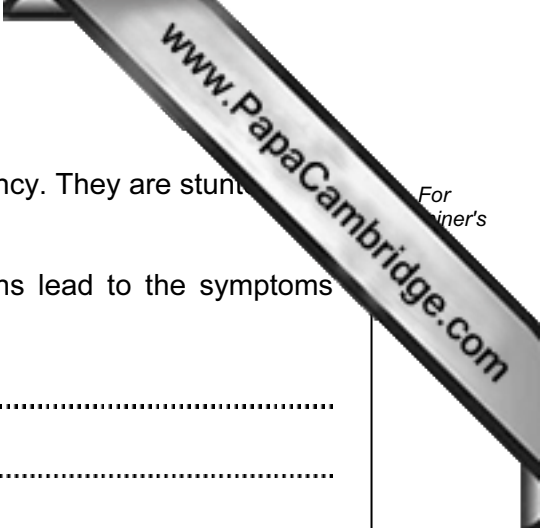 www.PapaCambridge.com
ncy. They are stunt
For
iner's
ns lead to the symptoms